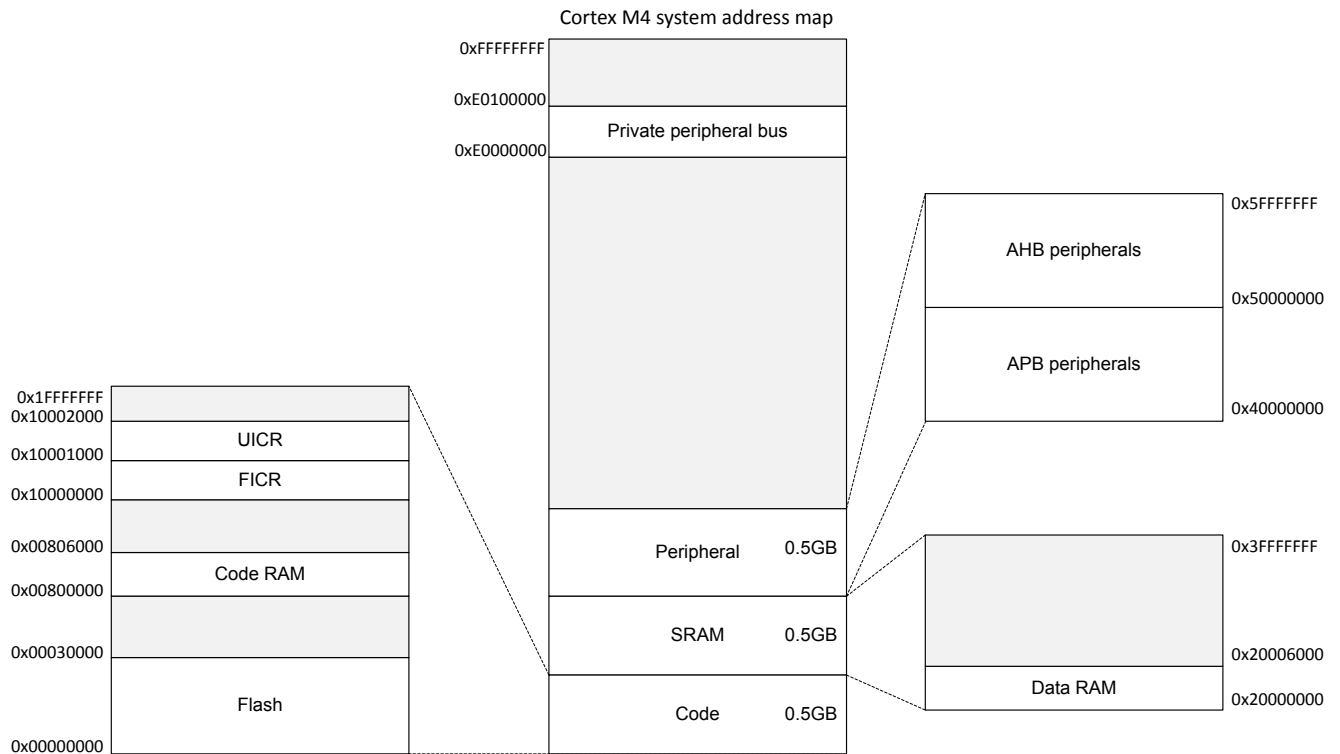 Cortex M4 system address map
0xFFFFFFFF
0xE0100000
Private peripheral bus
0xE0000000
0x5FFFFFFF
AHB peripherals
0x50000000
APB peripherals
0x40000000
0x1FFFFFFF
0x10002000
UICR
0x10001000
FICR
0x10000000
0x00806000
Code RAM
0x00800000
0x00030000
Flash
0x00000000
Peripheral 0.5GB
SRAM 0.5GB
Code 0.5GB
0x3FFFFFFF
0x20006000
Data RAM
0x20000000